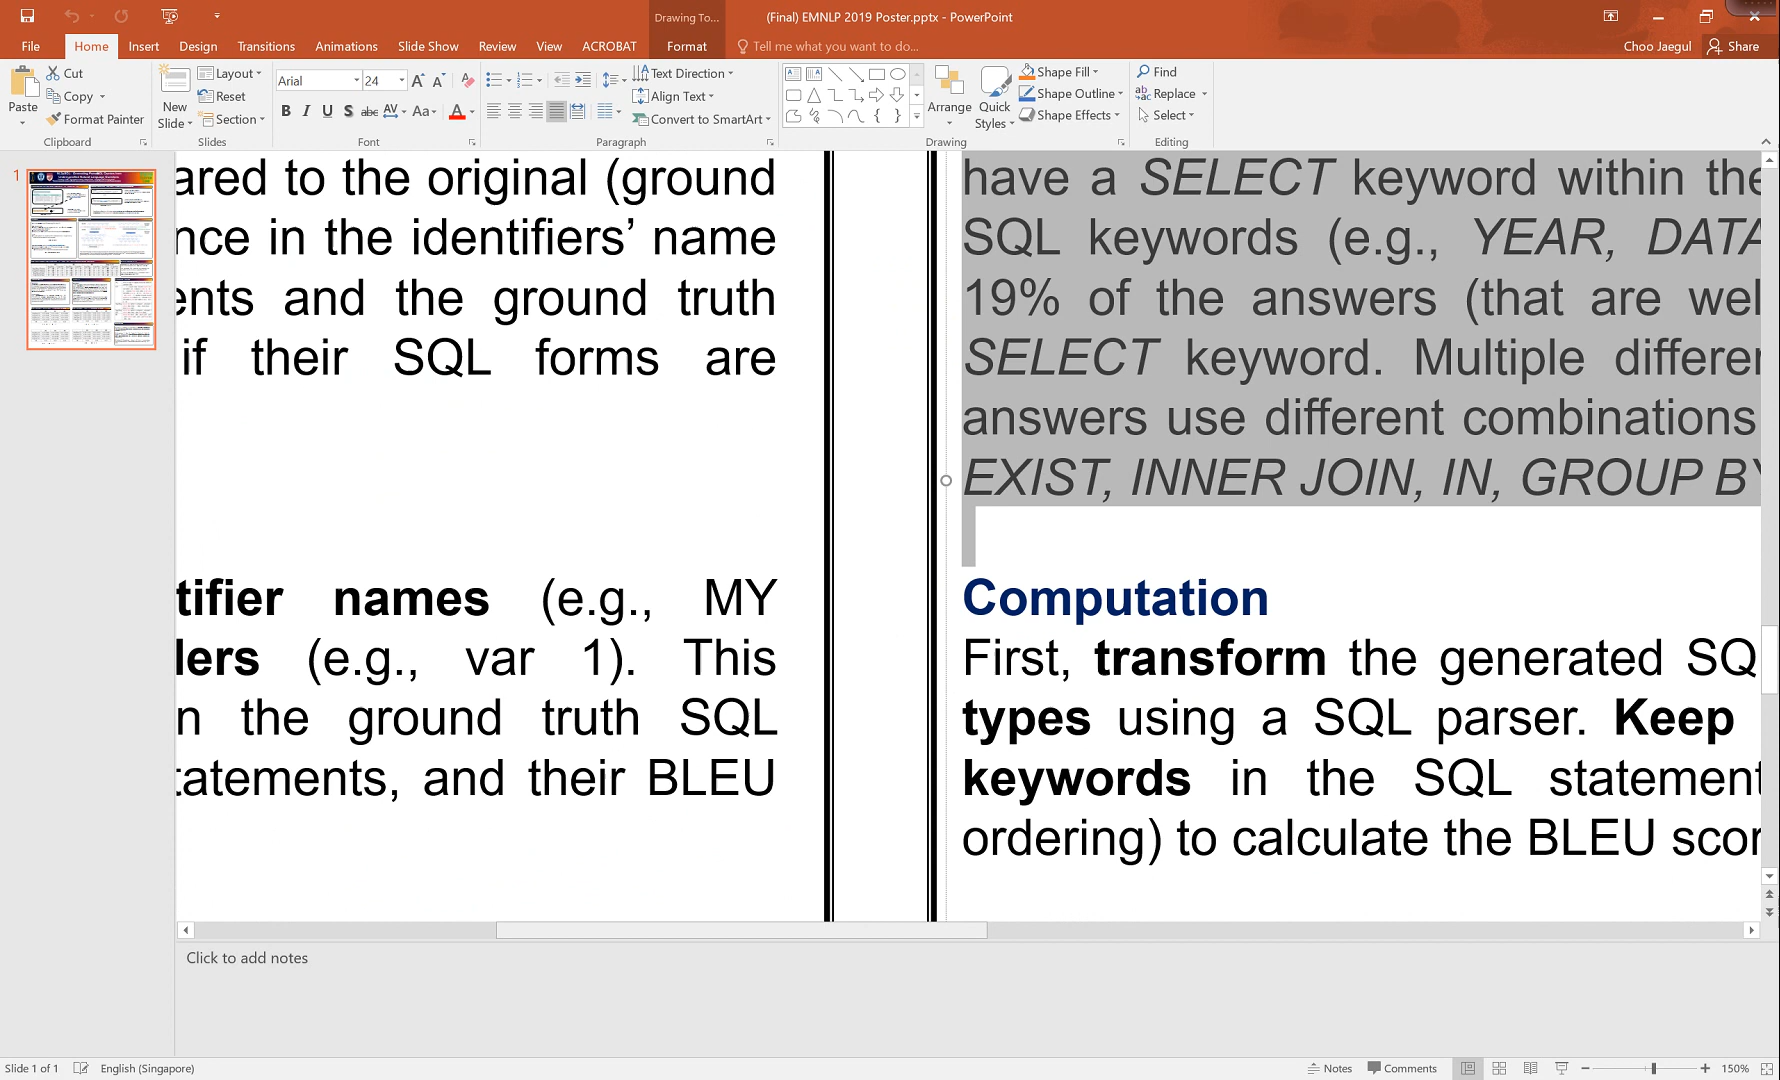 Drawing To...
(Final) EMNLP 2019 Poster.pptx - PowerPoint
File
Home
Insert
Design
Transitions
Animations
Slide Show
Review
View
ACROBAT
Format
Tell me what you want to do...
Choo Jaegul
Share
Paste
Cut
Copy
Format Painter
Clipboard
New
Slide
Layout
Reset
Section
Slides
Arial
24
B I U S abc AV Aa A
Font
Text Direction
Align Text
Convert to SmartArt
Paragraph
Arrange
Quick
Styles
Shape Fill
Shape Outline
Shape Effects
Drawing
Find
Replace
Select
Editing
1
ared to the original (ground
nce in the identifiers’ name
ents and the ground truth
if their SQL forms are
tifier names (e.g., MY
lers (e.g., var 1). This
n the ground truth SQL
tatements, and their BLEU
have a SELECT keyword within the
SQL keywords (e.g., YEAR, DATA
19% of the answers (that are wel
SELECT keyword. Multiple differer
answers use different combinations
EXIST, INNER JOIN, IN, GROUP BY
Computation
First, transform the generated SQ
types using a SQL parser. Keep
keywords in the SQL statement
ordering) to calculate the BLEU scor
Click to add notes
Slide 1 of 1
English (Singapore)
Notes
Comments
150%